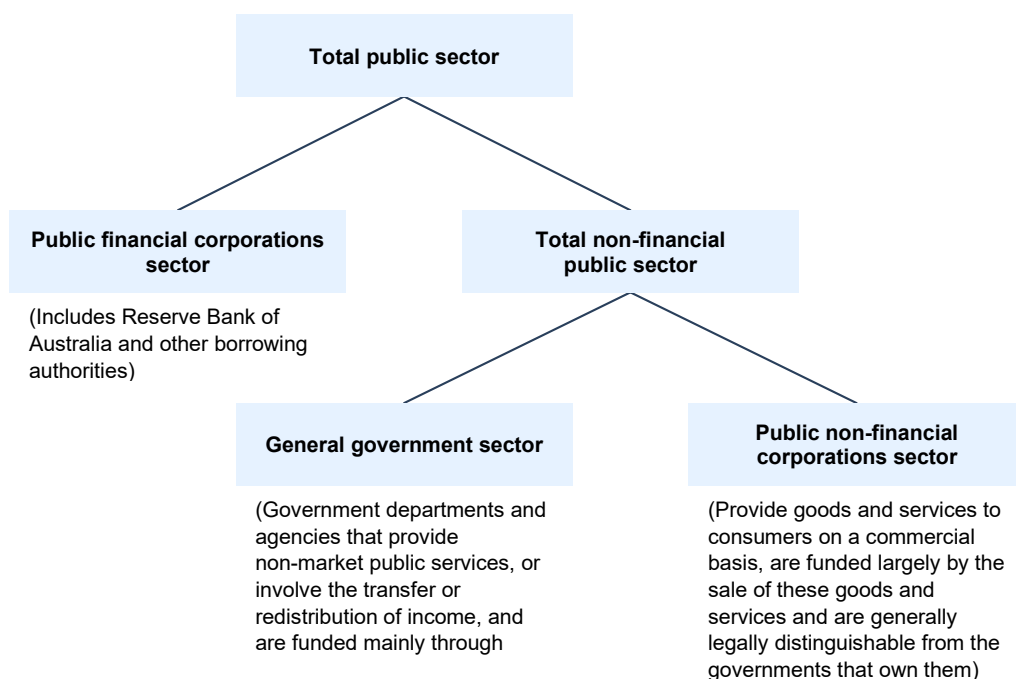 Total public sector
Public financial corporations
sector
Total non-financial
public sector
(Includes Reserve Bank of
Australia and other borrowing
authorities)
General government sector
Public non-financial
corporations sector
(Government departments and
agencies that provide
non-market public services, or
involve the transfer or
redistribution of income, and
are funded mainly through
(Provide goods and services to
consumers on a commercial
basis, are funded largely by the
sale of these goods and
services and are generally
legally distinguishable from the
governments that own them)